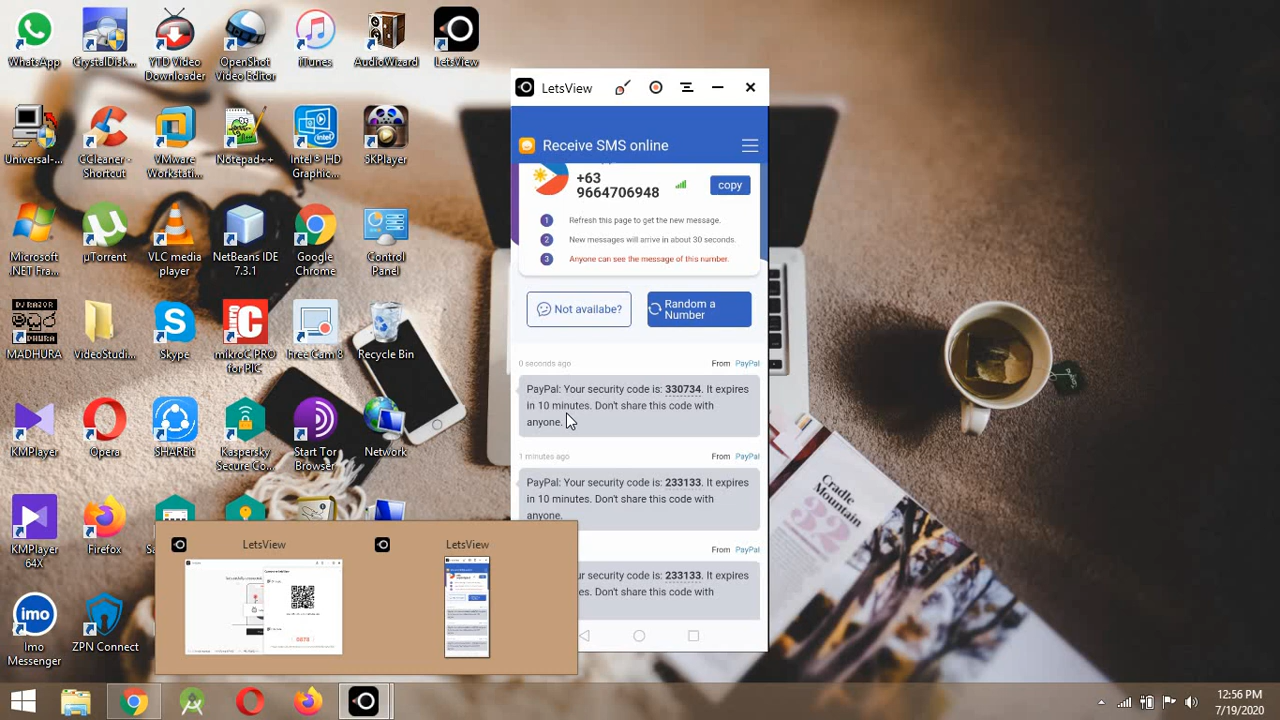 WhatsApp
CrystalDisk...
YTD Video
Downloader
OpenShot
Video Editor
iTunes
AudioWizard
LetsView
Universal-...
CCleaner -
Shortcut
VMware
Workstati...
Notepad++
Intel® HD
Graphic...
5KPlayer
Microsoft
.NET Fra...
µTorrent
VLC media
player
NetBeans IDE
7.3.1
Google
Chrome
Control
Panel
MADHURA
VideoStudi...
Skype
mikroC PRO
for PIC
Free Cam 8
Recycle Bin
KMPlayer
Opera
SHAREit
Kaspersky
Secure Co...
Start Tor
Browser
Network
KMPlayer
64X
Firefox
imo
Messenger
ZPN Connect
LetsView
Receive SMS online
+63
9664706948
copy
1 Refresh this page to get the new message.
2 New messages will arrive in about 30 seconds.
3 Anyone can see the message of this number.
Not availabe?
Random a
Number
0 seconds ago From PayPal
PayPal: Your security code is: 330734. It expires
in 10 minutes. Don't share this code with
anyone.
1 minutes ago From PayPal
PayPal: Your security code is: 233133. It expires
in 10 minutes. Don't share this code with
anyone.
From PayPal
ur security code is: 233133. It expires
utes. Don't share this code with
LetsView
LetsView
Cradle
Mountain
12:56 PM
7/19/2020